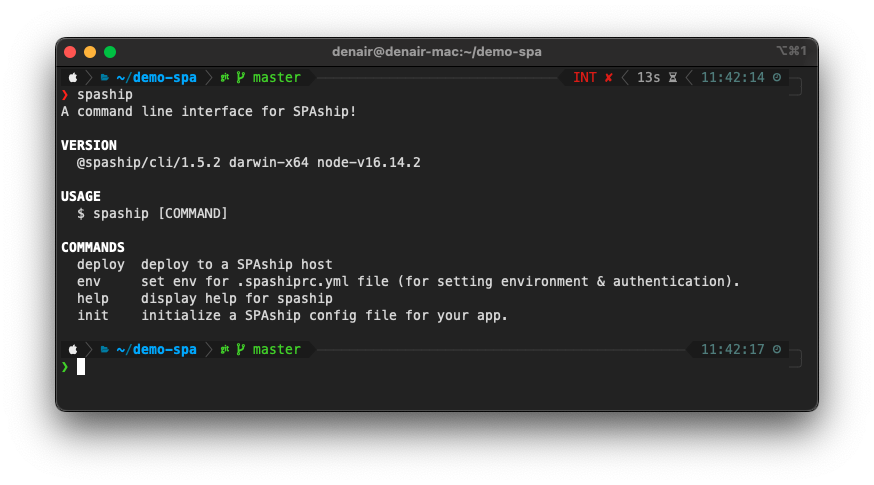 denair@denair-mac:~/demo-spa ⌥⌘1
~/demo-spa git master INT ✘ 13s 11:42:14
❯ spaship
A command line interface for SPAship!
VERSION
@spaship/cli/1.5.2 darwin-x64 node-v16.14.2
USAGE
$ spaship [COMMAND]
COMMANDS
deploy deploy to a SPAship host
env set env for .spashiprc.yml file (for setting environment & authentication).
help display help for spaship
init initialize a SPAship config file for your app.
~/demo-spa git master 11:42:17
❯